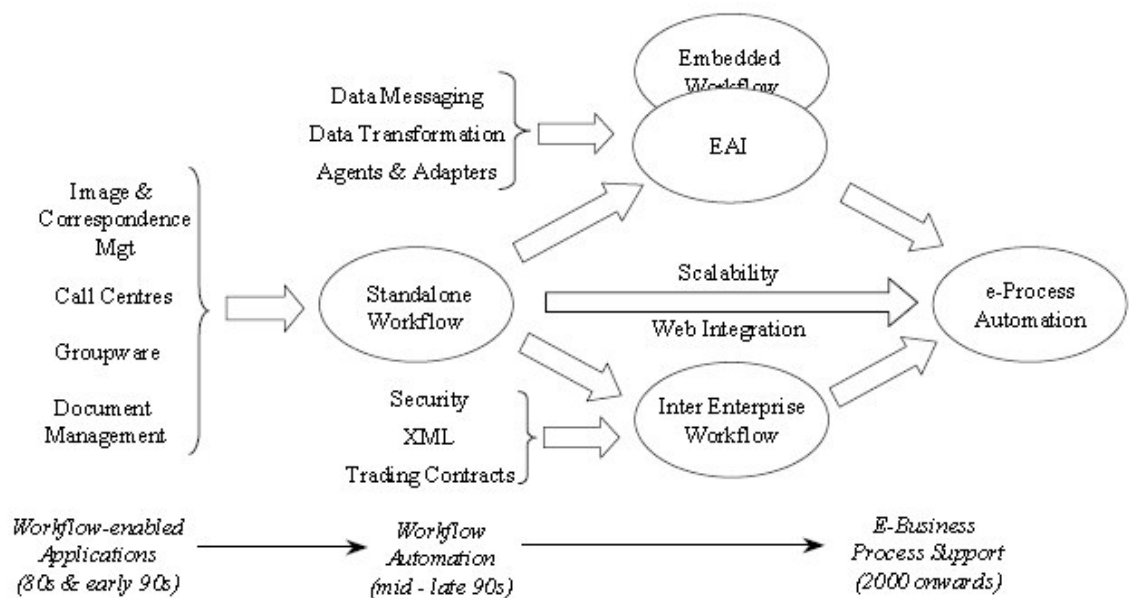 Embedded
Workflow
EAI
Data Messaging
Data Transformation
Agents & Adapters
Image &
Correspondence
Mgt
Call Centres
Groupware
Document
Management
Standalone
Workflow
Scalability
Web Integration
e-Process
Automation
Security
XML
Trading Contracts
Inter Enterprise
Workflow
Workflow-enabled
Applications
(80s & early 90s)
Workflow
Automation
(mid - late 90s)
E-Business
Process Support
(2000 onwards)